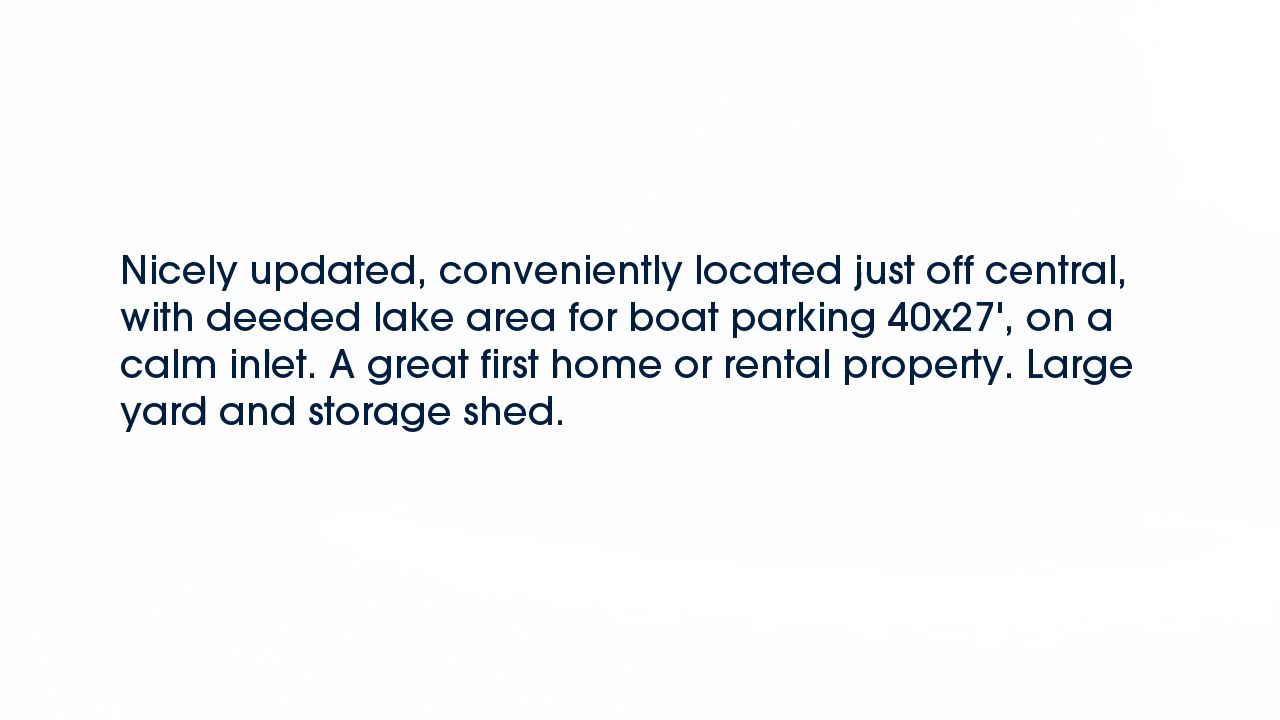 Nicely updated, conveniently located just off central,
with deeded lake area for boat parking 40x27', on a
calm inlet. A great first home or rental property. Large
yard and storage shed.